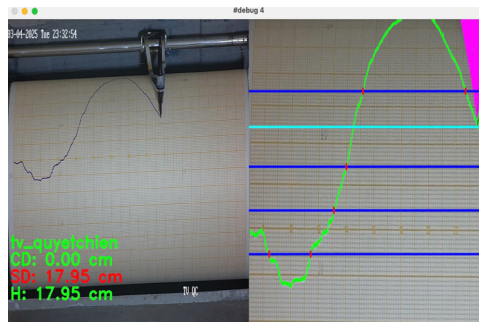 #debug 4
03-04-2025 Tue 23:32:54
tv_quyetchien
CD: 0.00 cm
SD: 17.95 cm
H: 17.95 cm
TV.QC